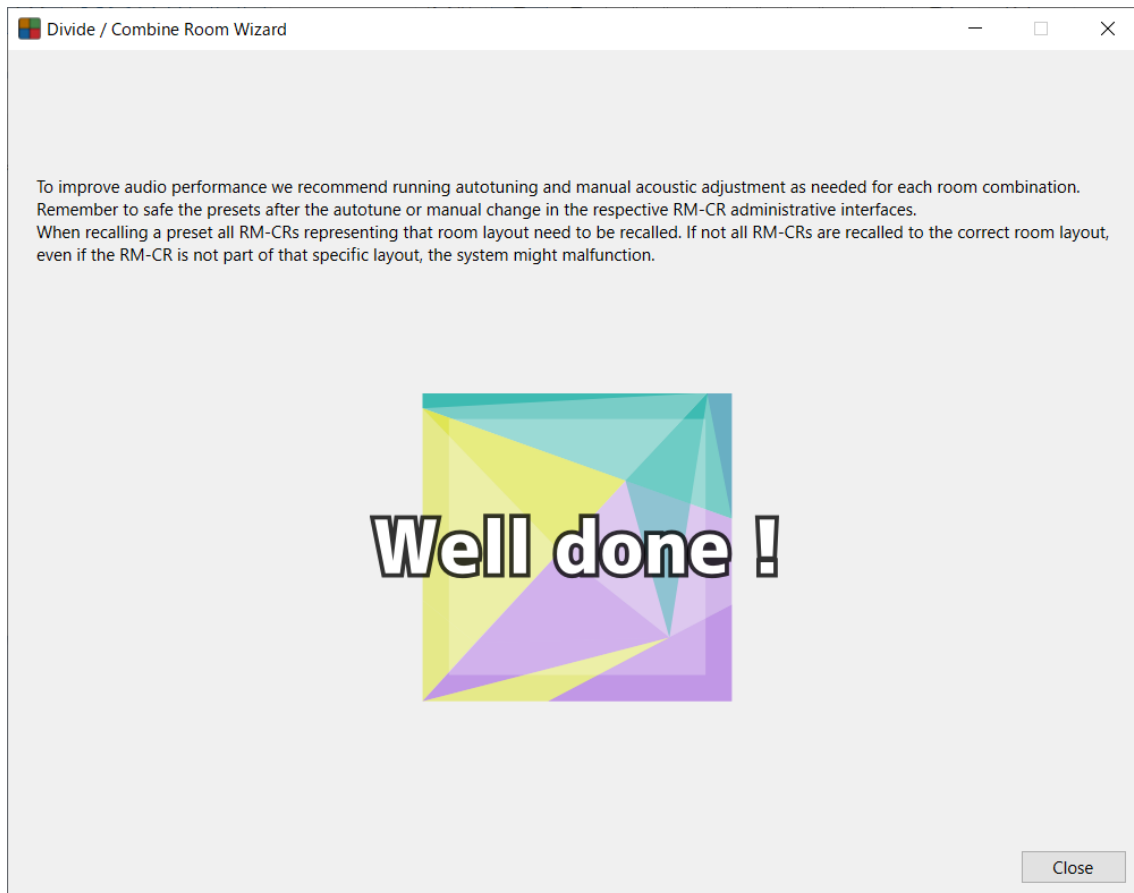 Divide / Combine Room Wizard
To improve audio performance we recommend running autotuning and manual acoustic adjustment as needed for each room combination.
Remember to safe the presets after the autotune or manual change in the respective RM-CR administrative interfaces.
When recalling a preset all RM-CRs representing that room layout need to be recalled. If not all RM-CRs are recalled to the correct room layout,
even if the RM-CR is not part of that specific layout, the system might malfunction.
Well done !
Close